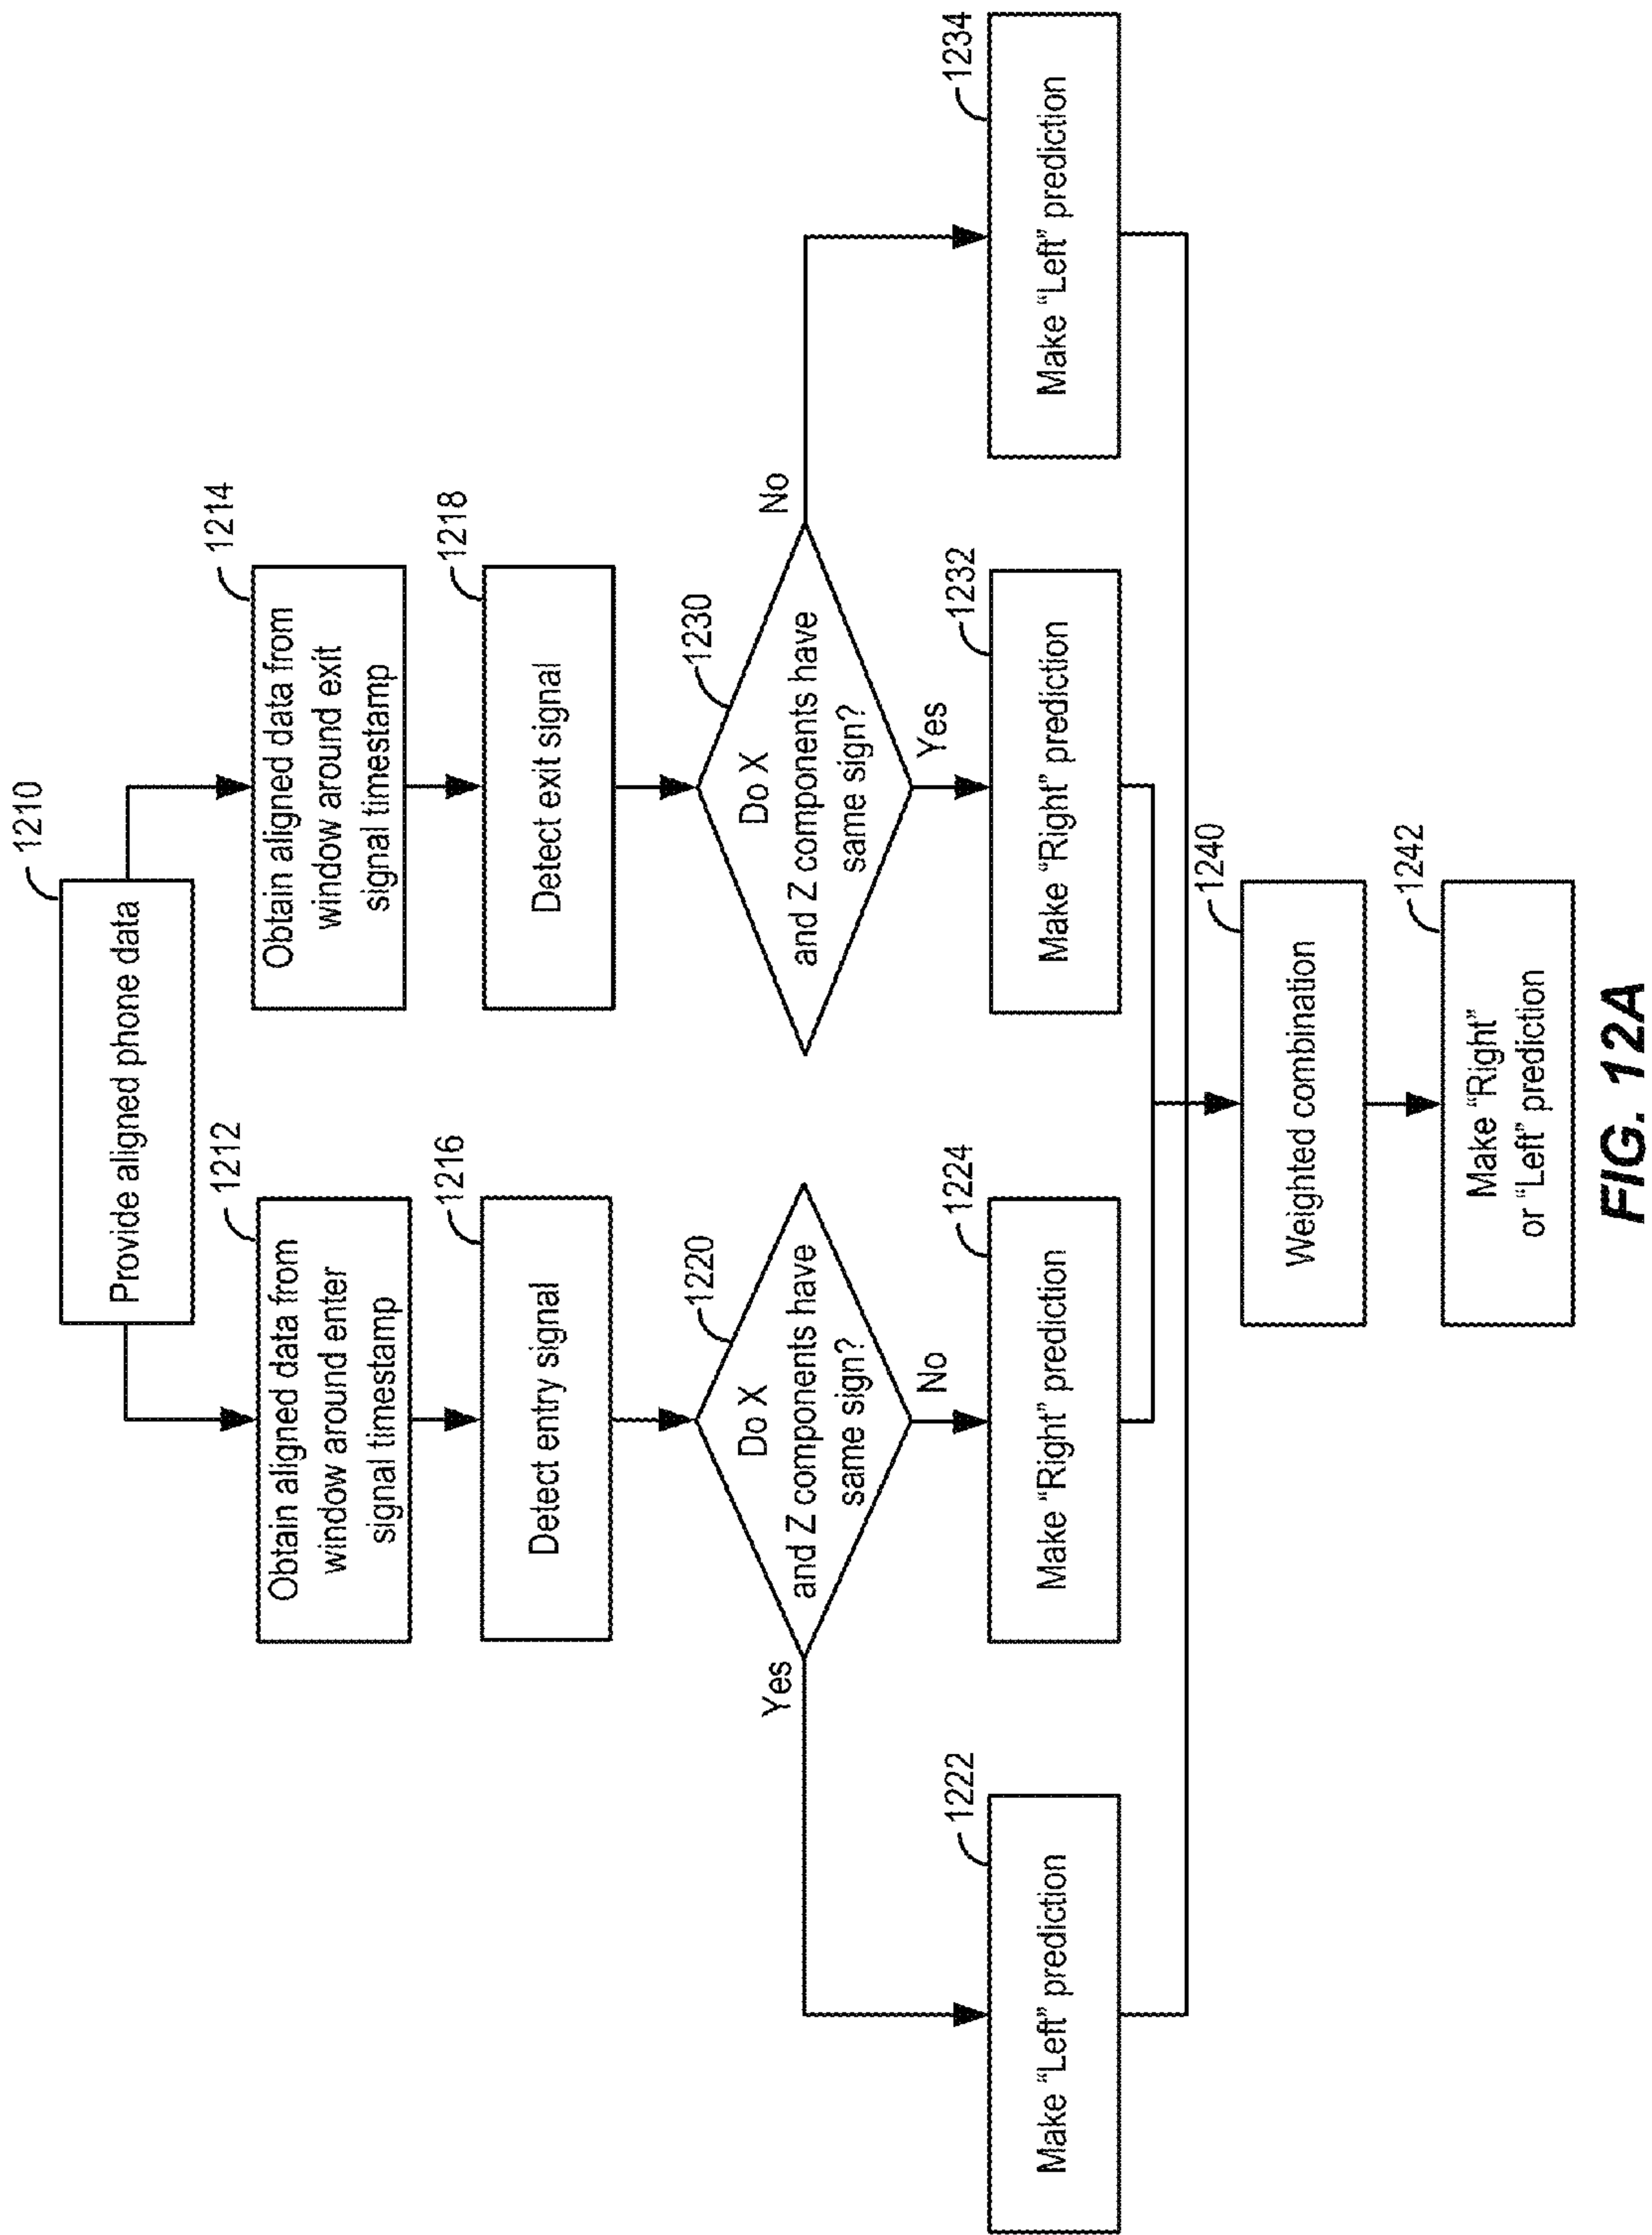 1210
Provide aligned phone data
1212
Obtain aligned data from
window around enter
signal timestamp
1214
Obtain aligned data from
window around exit
signal timestamp
1216
Detect entry signal
1218
Detect exit signal
1220
Do X
and Z components have
same sign?
Yes
No
1230
Do X
and Z components have
same sign?
No
Yes
1222
Make "Left" prediction
1224
Make "Right" prediction
1232
Make "Right" prediction
1234
Make "Left" prediction
1240
Weighted combination
1242
Make "Right"
or "Left" prediction
FIG. 12A